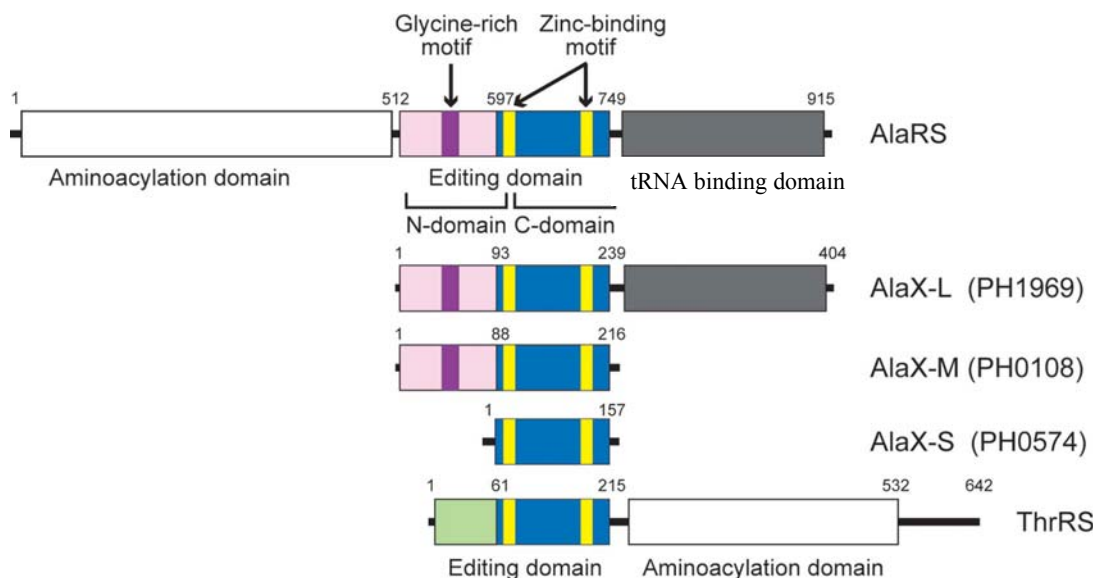 Glycine-rich motif
Zinc-binding motif
1 512 597 749 915
AlaRS
Aminoacylation domain
Editing domain
tRNA binding domain
N-domain C-domain
1 93 239 404
AlaX-L (PH1969)
1 88 216
AlaX-M (PH0108)
1 157
AlaX-S (PH0574)
1 61 215 532 642
ThrRS
Editing domain Aminoacylation domain